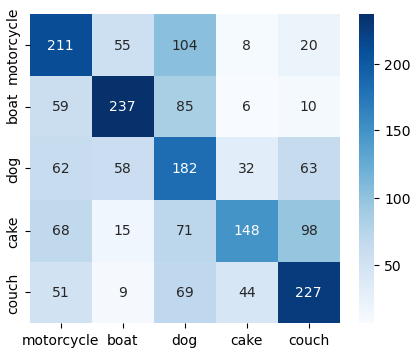 motorcycle 211 55 104 8 20
boat 59 237 85 6 10
dog 62 58 182 32 63
cake 68 15 71 148 98
couch 51 9 69 44 227
motorcycle boat dog cake couch
200
150
100
50